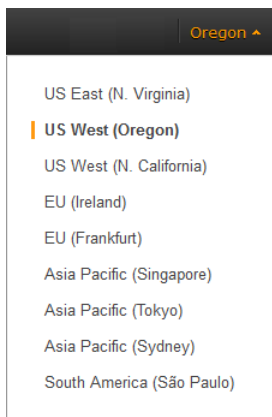 Oregon
US East (N. Virginia)
US West (Oregon)
US West (N. California)
EU (Ireland)
EU (Frankfurt)
Asia Pacific (Singapore)
Asia Pacific (Tokyo)
Asia Pacific (Sydney)
South America (São Paulo)